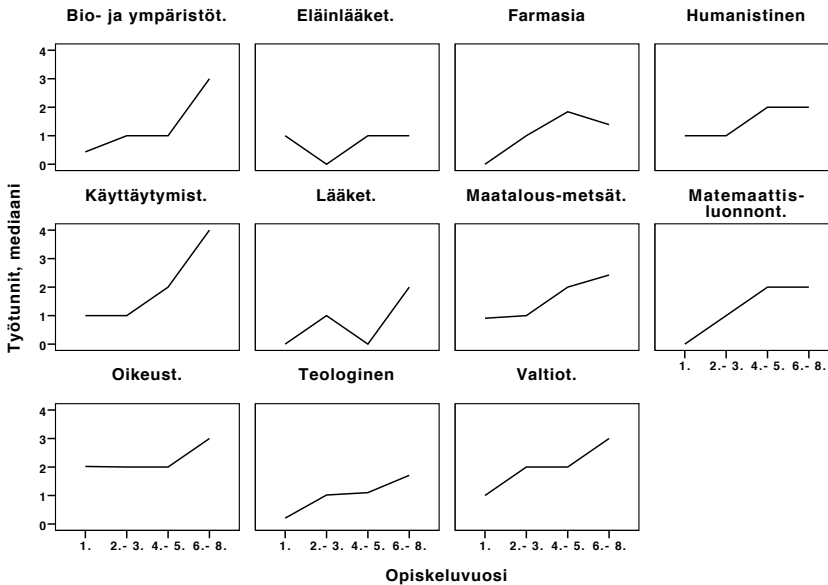 Bio- ja ympäristöt.
Eläinlääket.
Farmasia
Humanistinen
4
3
2
1
0
Käyttäytymist.
Lääket.
Maatalous-metsät.
Matemaattis-
luonnont.
4
3
2
1
0
1. 2.- 3. 4.- 5. 6.- 8.
Työtunnit, mediaani
Oikeust.
Teologinen
Valtiot.
4
3
2
1
0
1. 2.- 3. 4.- 5. 6.- 8.
1. 2.- 3. 4.- 5. 6.- 8.
1. 2.- 3. 4.- 5. 6.- 8.
Opiskeluvuosi